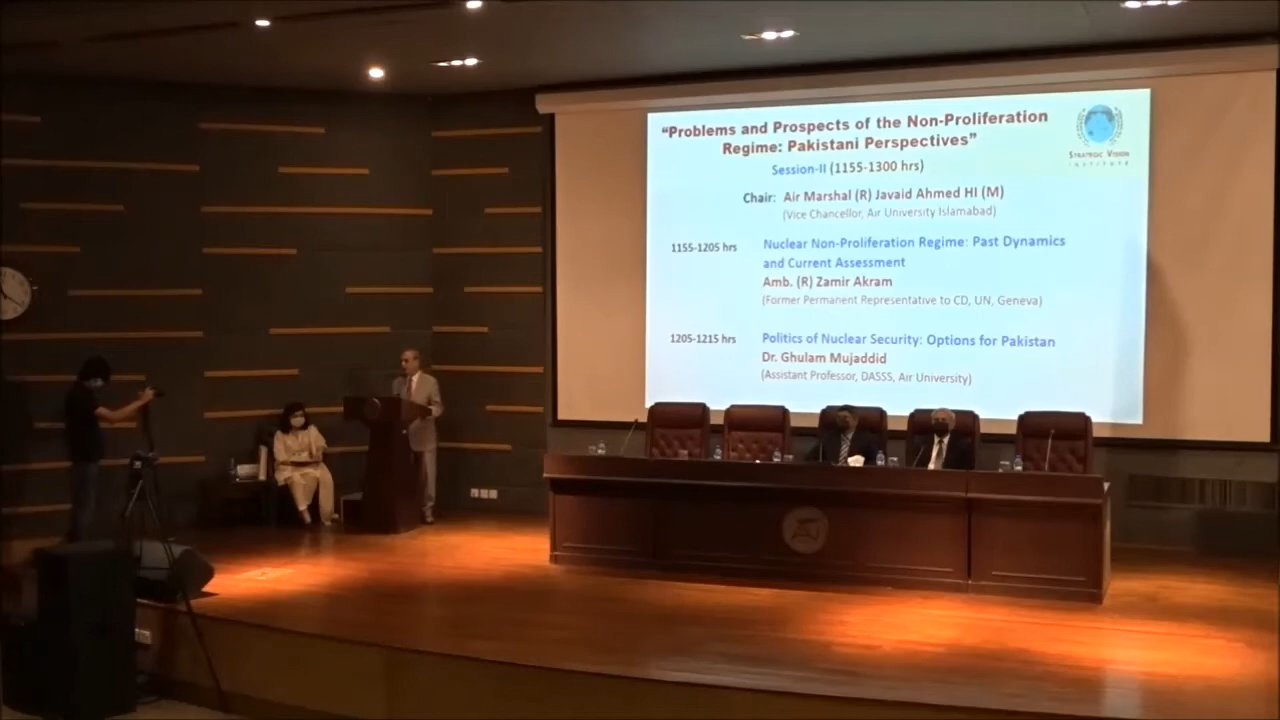 “Problems and Prospects of the Non-Proliferation
Regime: Pakistani Perspectives”
STRATEGIC VISION
INSTITUTE
Session-II (1155-1300 hrs)
Chair: Air Marshal (R) Javaid Ahmed HI (M)
(Vice Chancellor, Air University Islamabad)
1155-1205 hrs Nuclear Non-Proliferation Regime: Past Dynamics
and Current Assessment
Amb. (R) Zamir Akram
(Former Permanent Representative to CD, UN, Geneva)
1205-1215 hrs Politics of Nuclear Security: Options for Pakistan
Dr. Ghulam Mujaddid
(Assistant Professor, DASSS, Air University)